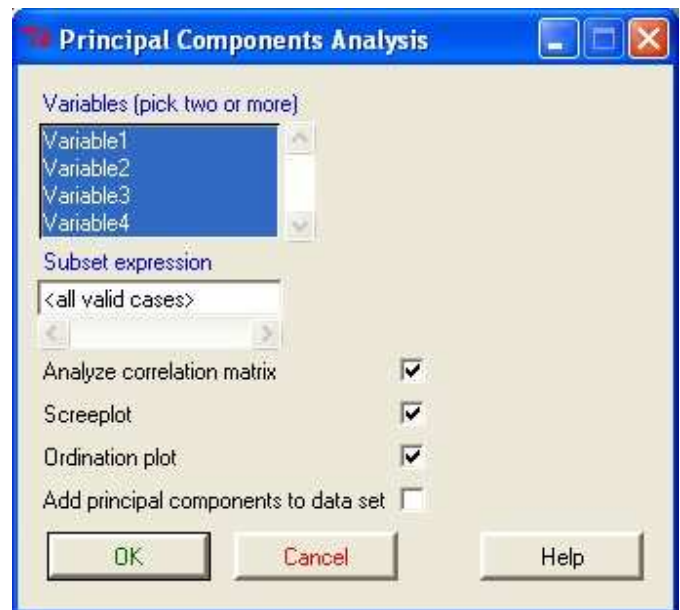 Principal Components Analysis
Variables (pick two or more)
Variable1
Variable2
Variable3
Variable4
Subset expression
<all valid cases>
Analyze correlation matrix
Screeplot
Ordination plot
Add principal components to data set
OK Cancel Help